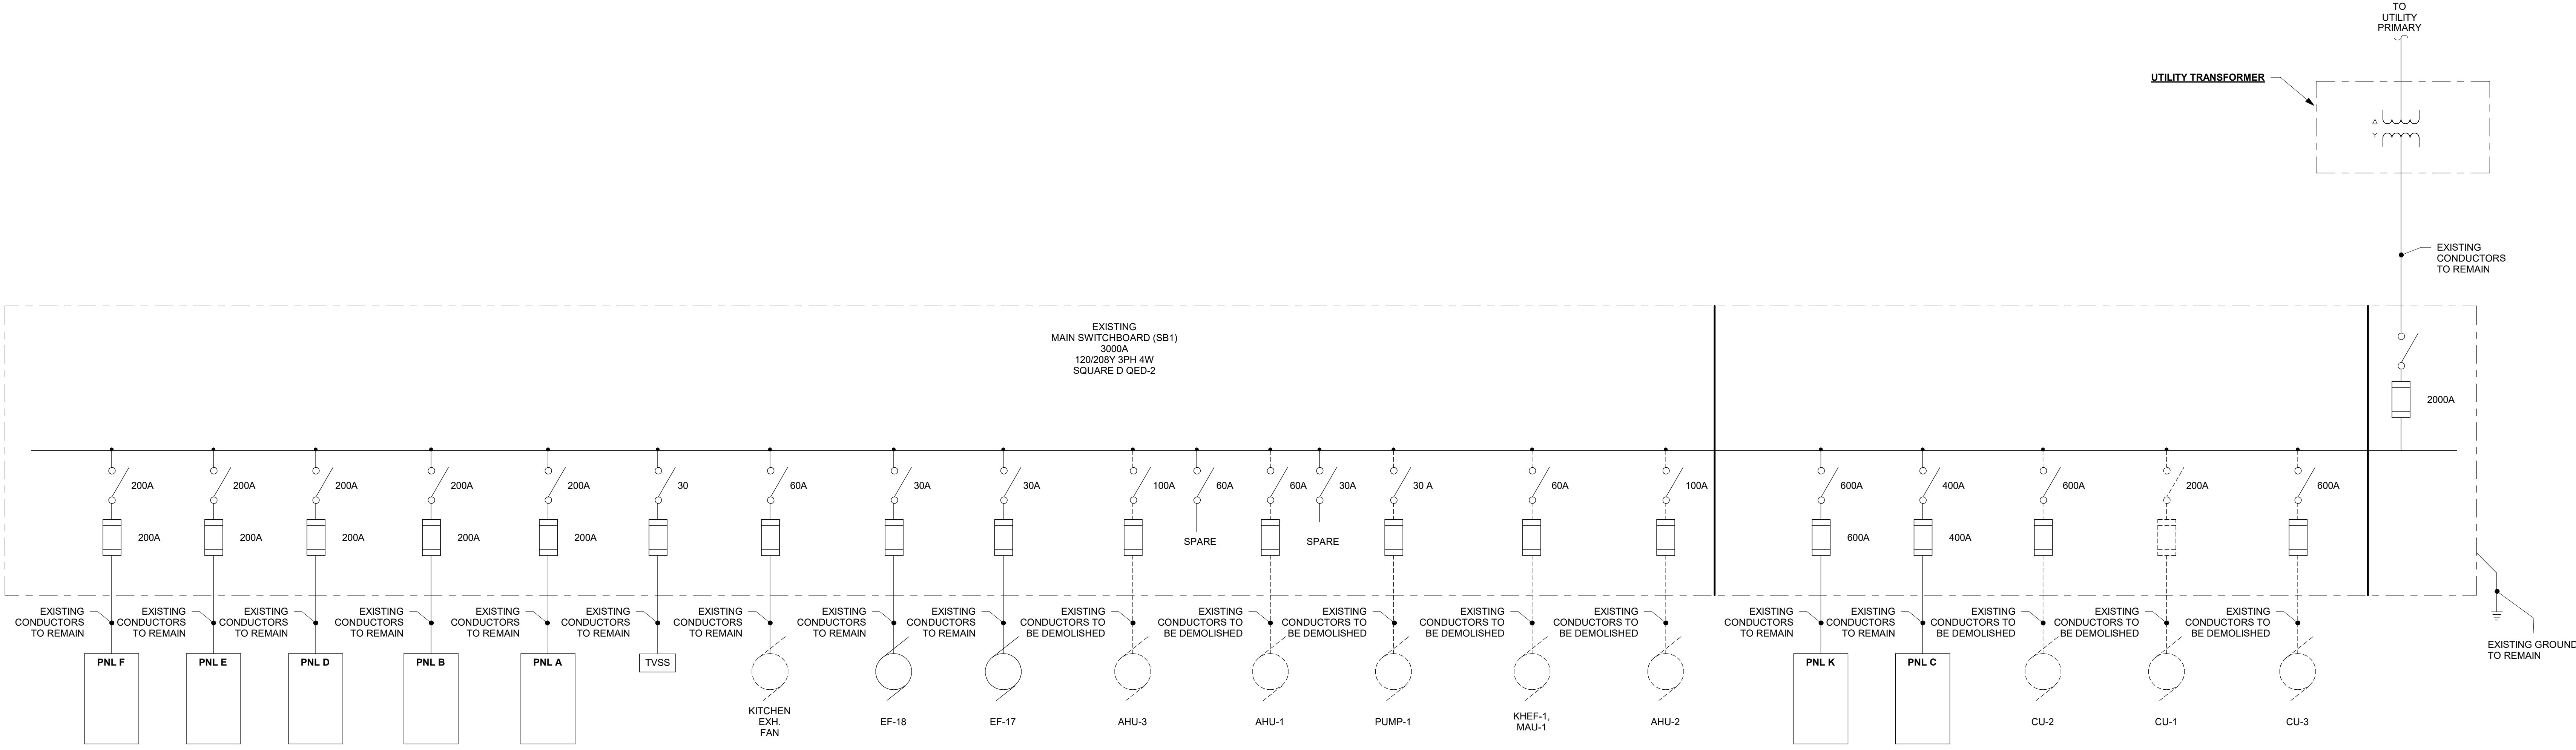 TO
UTILITY
PRIMARY
UTILITY TRANSFORMER
Δ
Y
EXISTING
CONDUCTORS
TO REMAIN
EXISTING
MAIN SWITCHBOARD (SB1)
3000A
120/208Y 3PH 4W
SQUARE D QED-2
2000A
200A
200A
200A
200A
200A
30
60A
30A
30A
100A
60A
60A
30A
30 A
60A
100A
600A
400A
600A
200A
600A
200A
200A
200A
200A
200A
SPARE
SPARE
600A
400A
EXISTING
CONDUCTORS
TO REMAIN
EXISTING
CONDUCTORS
TO REMAIN
EXISTING
CONDUCTORS
TO REMAIN
EXISTING
CONDUCTORS
TO REMAIN
EXISTING
CONDUCTORS
TO REMAIN
EXISTING
CONDUCTORS
TO REMAIN
EXISTING
CONDUCTORS
TO REMAIN
EXISTING
CONDUCTORS
TO REMAIN
EXISTING
CONDUCTORS
TO REMAIN
EXISTING
CONDUCTORS TO
BE DEMOLISHED
EXISTING
CONDUCTORS TO
BE DEMOLISHED
EXISTING
CONDUCTORS TO
BE DEMOLISHED
EXISTING
CONDUCTORS TO
BE DEMOLISHED
EXISTING
CONDUCTORS TO
BE DEMOLISHED
EXISTING
CONDUCTORS
TO REMAIN
EXISTING
CONDUCTORS
TO REMAIN
EXISTING
CONDUCTORS TO
BE DEMOLISHED
EXISTING
CONDUCTORS TO
BE DEMOLISHED
EXISTING
CONDUCTORS TO
BE DEMOLISHED
EXISTING GROUND
TO REMAIN
PNL F
PNL E
PNL D
PNL B
PNL A
TVSS
KITCHEN
EXH.
FAN
EF-18
EF-17
AHU-3
AHU-1
PUMP-1
KHEF-1,
MAU-1
AHU-2
PNL K
PNL C
CU-2
CU-1
CU-3